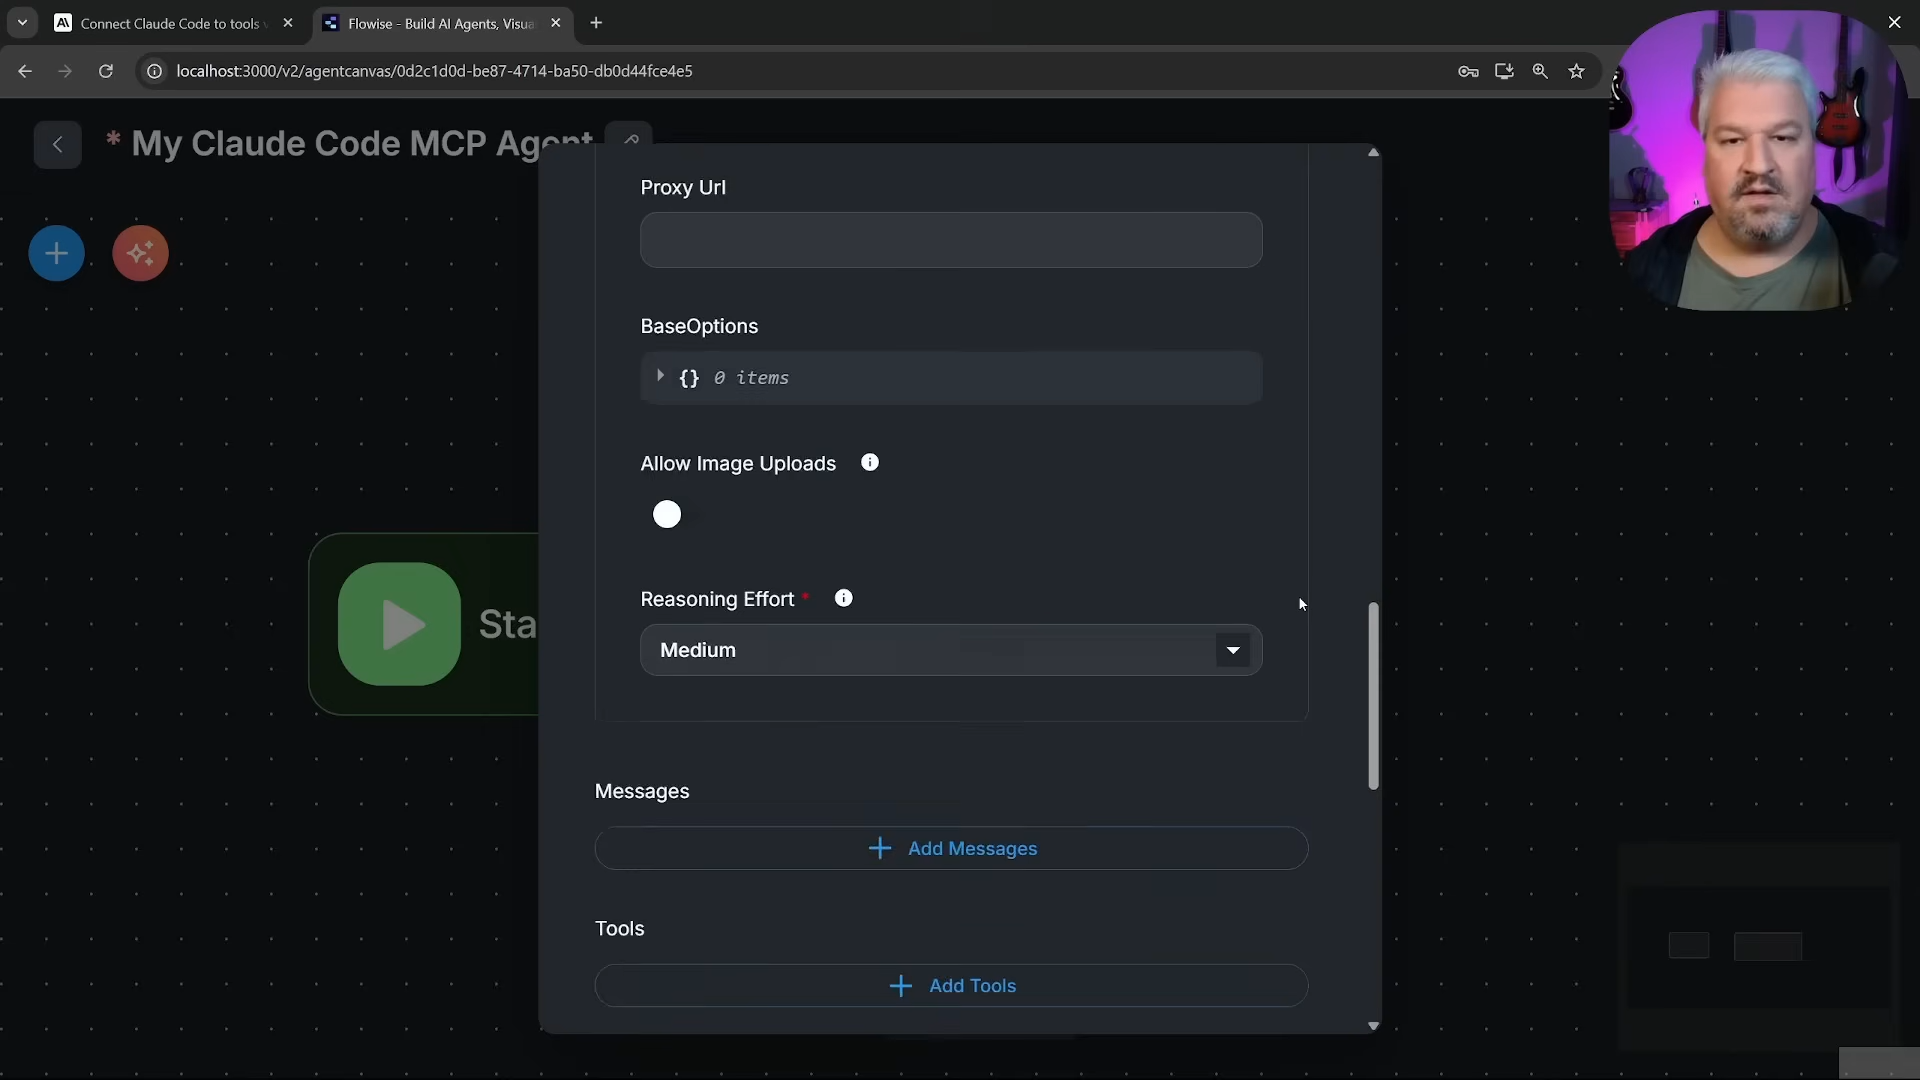 Connect Claude Code to tools
Flowise - Build AI Agents, Visua
localhost:3000/v2/agentcanvas/0d2c1d0d-be87-4714-ba50-db0d44fce4e5
* My Claude Code MCP Agent
Proxy Url
BaseOptions
{} 0 items
Allow Image Uploads
Reasoning Effort *
Medium
Sta
Messages
+ Add Messages
Tools
+ Add Tools